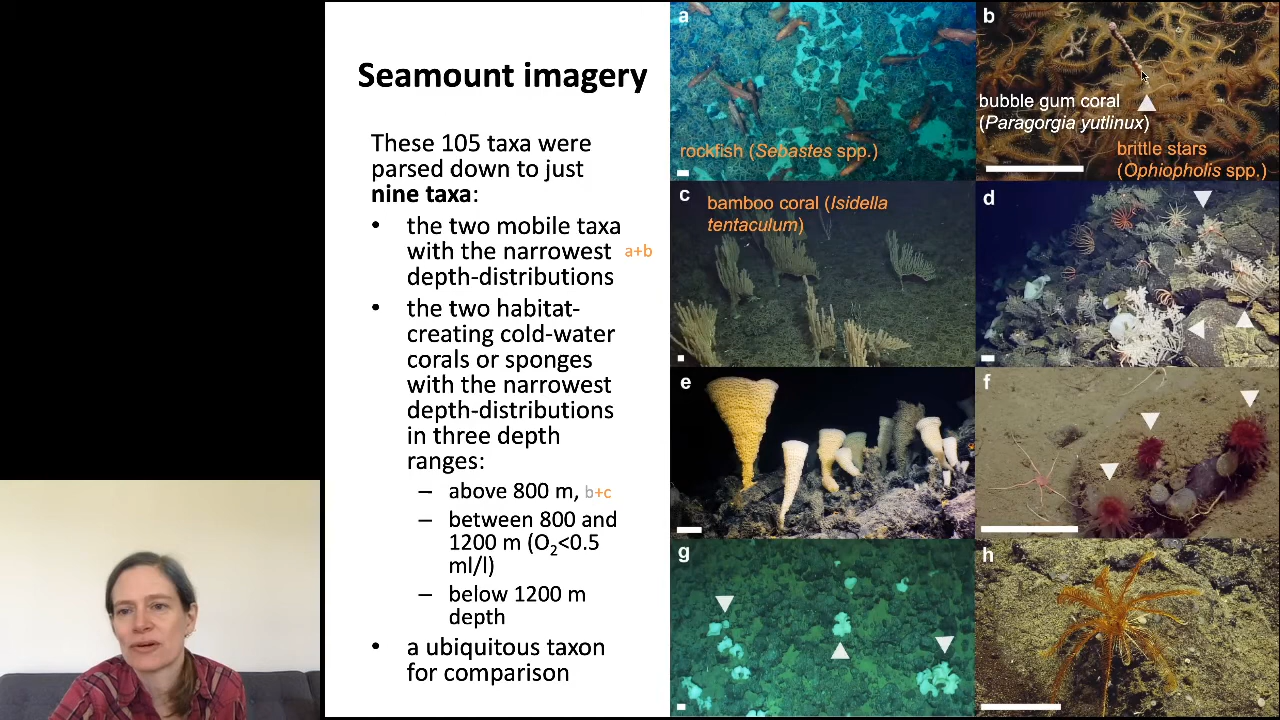 Seamount imagery
These 105 taxa were
parsed down to just
nine taxa:
• the two mobile taxa
with the narrowest a+b
depth-distributions
• the two habitat-
creating cold-water
corals or sponges
with the narrowest
depth-distributions
in three depth
ranges:
– above 800 m, b+c
– between 800 and
1200 m (O₂<0.5
ml/l)
– below 1200 m
depth
• a ubiquitous taxon
for comparison
a
rockfish (Sebastes spp.)
b
bubble gum coral
(Paragorgia yutlinux)
brittle stars
(Ophiopholis spp.)
c
bamboo coral (Isidella
tentaculum)
d
e
f
g
h